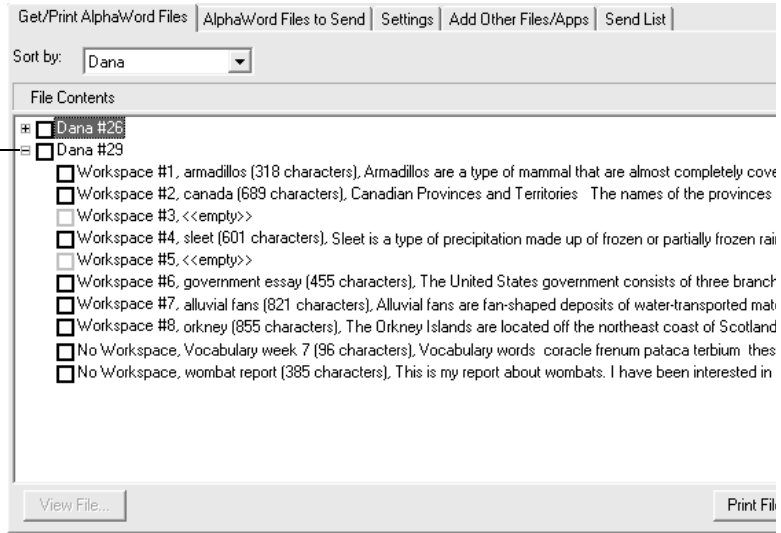 Get/Print AlphaWord Files AlphaWord Files to Send Settings Add Other Files/Apps Send List
Sort by: Dana
File Contents
Dana #26
Dana #29
Workspace #1, armadillos (318 characters), Armadillos are a type of mammal that are almost completely cove
Workspace #2, canada (689 characters), Canadian Provinces and Territories The names of the provinces
Workspace #3, <<empty>>
Workspace #4, sleet (601 characters), Sleet is a type of precipitation made up of frozen or partially frozen rai
Workspace #5, <<empty>>
Workspace #6, government essay (455 characters), The United States government consists of three branch
Workspace #7, alluvial fans (821 characters), Alluvial fans are fan-shaped deposits of water-transported mat
Workspace #8, orkney (855 characters), The Orkney Islands are located off the northeast coast of Scotland
No Workspace, Vocabulary week 7 (96 characters), Vocabulary words coracle frenum pataca terbium thes
No Workspace, wombat report (385 characters), This is my report about wombats. I have been interested in
View File... Print Fil